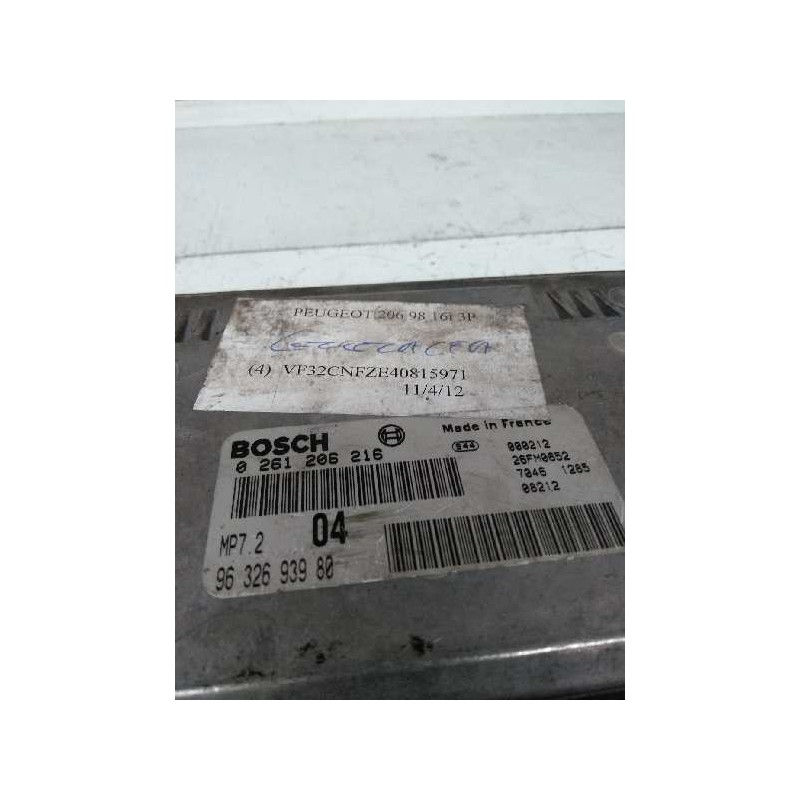 PEUGEOT 206 98 16I 3P
(4) VF32CNFZE40815971
11/4/12
BOSCH
Made in France
0 261 206 216
S44
000212
26FM0652
7046 1285
08212
MP7.2
04
96 326 939 80